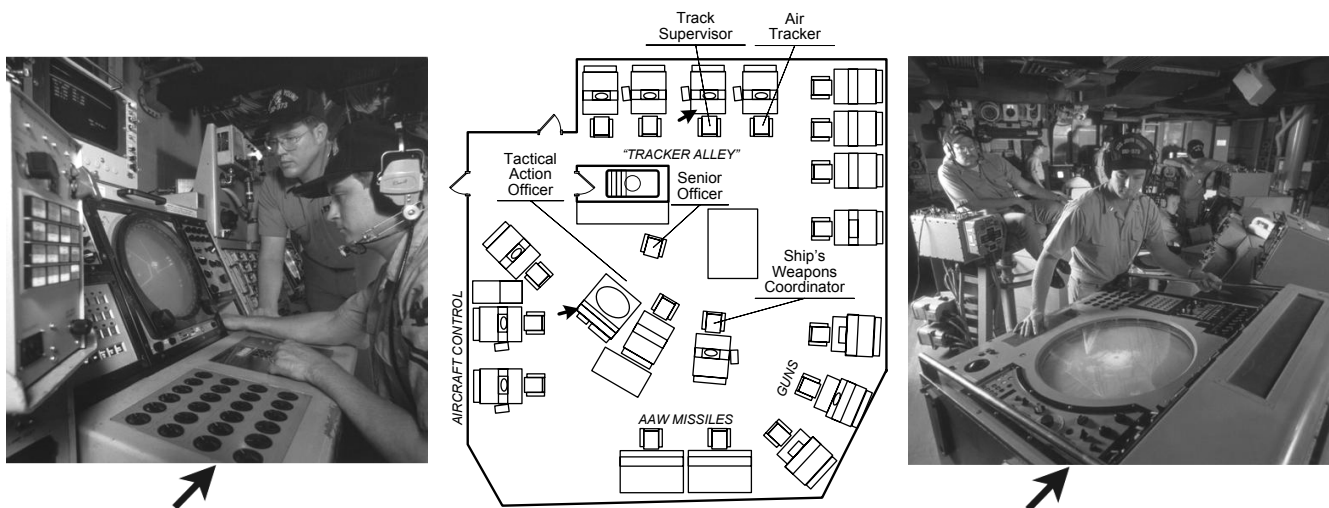 Track
Supervisor
Air
Tracker
"TRACKER ALLEY"
Tactical
Action
Officer
Senior
Officer
Ship's
Weapons
Coordinator
AIRCRAFT CONTROL
GUNS
AAW MISSILES